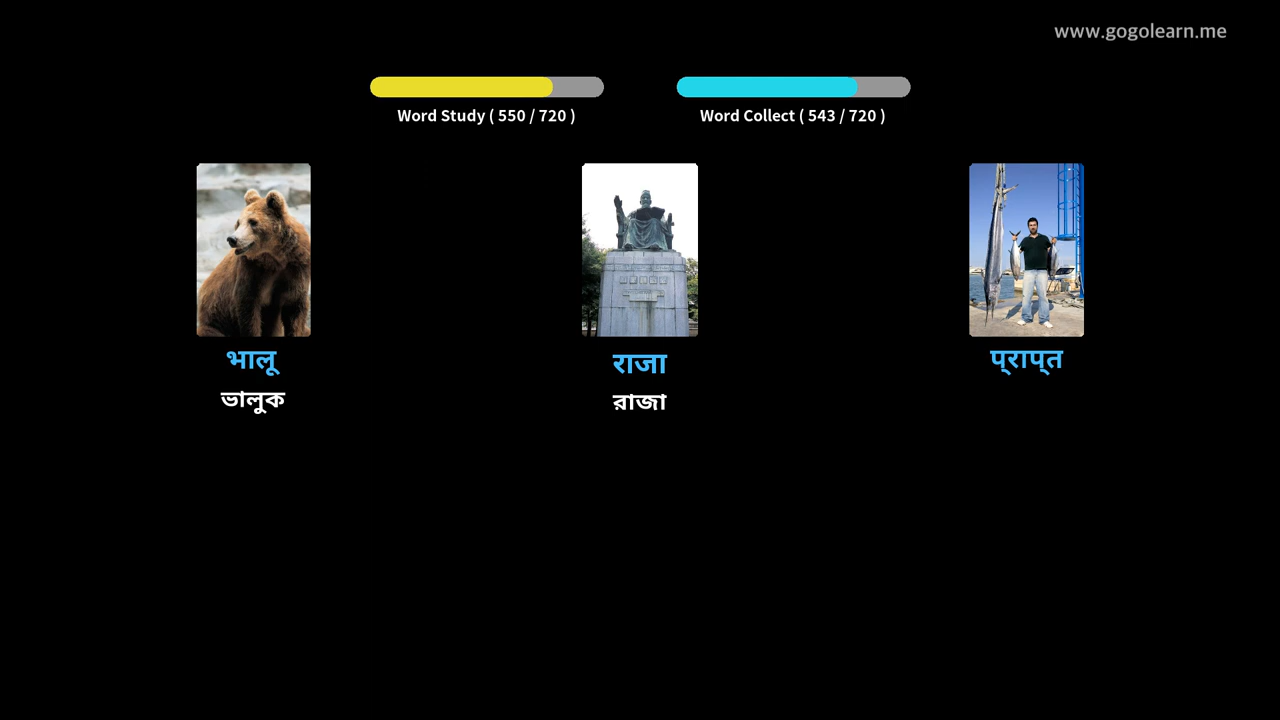 www.gogolearn.me
Word Study ( 550 / 720 )
Word Collect ( 543 / 720 )
भालू
ভালুক
राजा
রাজা
प्राप्त